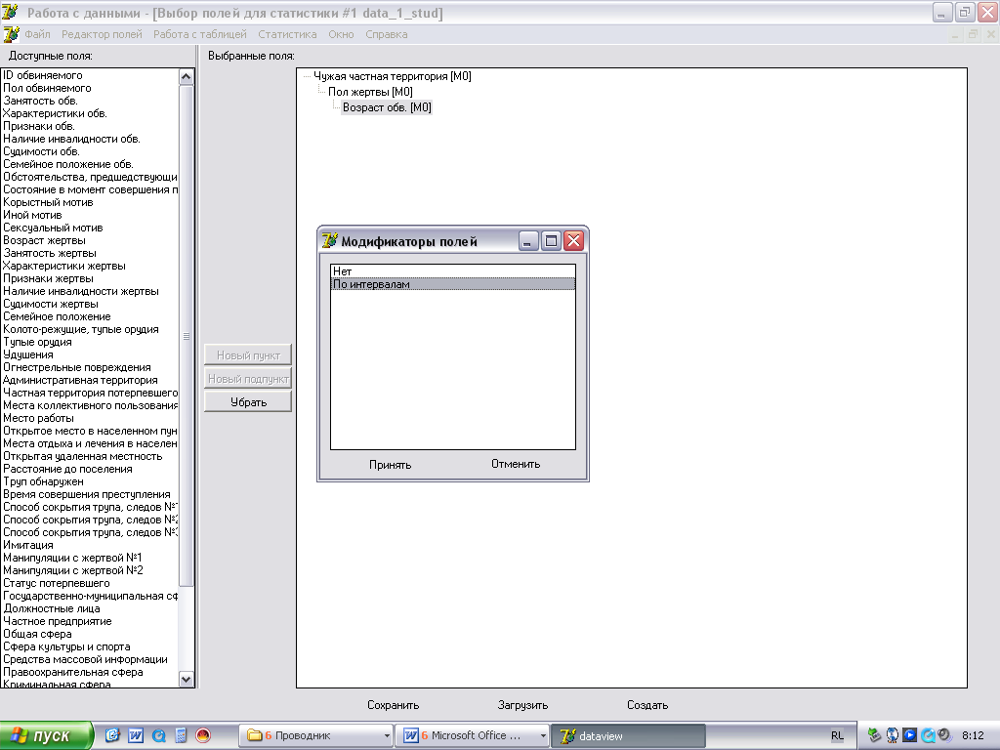 Работа с данными - [Выбор полей для статистики #1 data_1_stud]
Файл Редактор полей Работа с таблицей Статистика Окно Справка
Доступные поля:
Выбранные поля:
ID обвиняемого
Пол обвиняемого
Занятость обв.
Характеристики обв.
Признаки обв.
Наличие инвалидности обв.
Судимости обв.
Семейное положение обв.
Обстоятельства, предшедствующи
Состояние в момент совершения п
Корыстный мотив
Иной мотив
Сексуальный мотив
Возраст жертвы
Занятость жертвы
Характеристики жертвы
Признаки жертвы
Наличие инвалидности жертвы
Судимости жертвы
Семейное положение
Колото-режущие, тупые орудия
Тупые орудия
Удушения
Огнестрельные повреждения
Административная территория
Частная территория потерпевшего
Места коллективного пользования
Место работы
Открытое место в населенном пун
Места отдыха и лечения в населен
Открытая удаленная местность
Расстояние до поселения
Труп обнаружен
Время совершения преступления
Способ сокрытия трупа, следов №1
Способ сокрытия трупа, следов №2
Способ сокрытия трупа, следов №3
Имитация
Манипуляции с жертвой №1
Манипуляции с жертвой №2
Статус потерпевшего
Государственно-муниципальная сф
Должностные лица
Частное предприятие
Общая сфера
Сфера культуры и спорта
Средства массовой информации
Правоохранительная сфера
Криминальная сфера
Новый пункт
Новый подпункт
Убрать
Чужая частная территория [М0]
Пол жертвы [М0]
Возраст обв. [М0]
Модификаторы полей
Нет
По интервалам
Принять Отменить
Сохранить Загрузить Создать
пуск
6 Проводник
6 Microsoft Office ...
dataview
RL
8:12